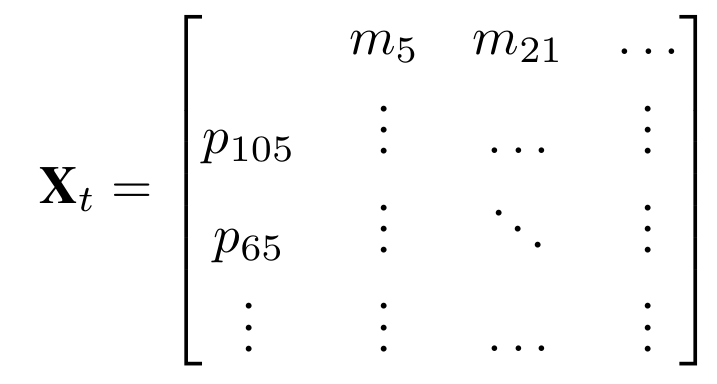 m₅ m₂₁ …
p₁₀₅ ⋮ … ⋮
𝐗ₜ = p₆₅ ⋮ ⋱ ⋮
⋮ ⋮ … ⋮